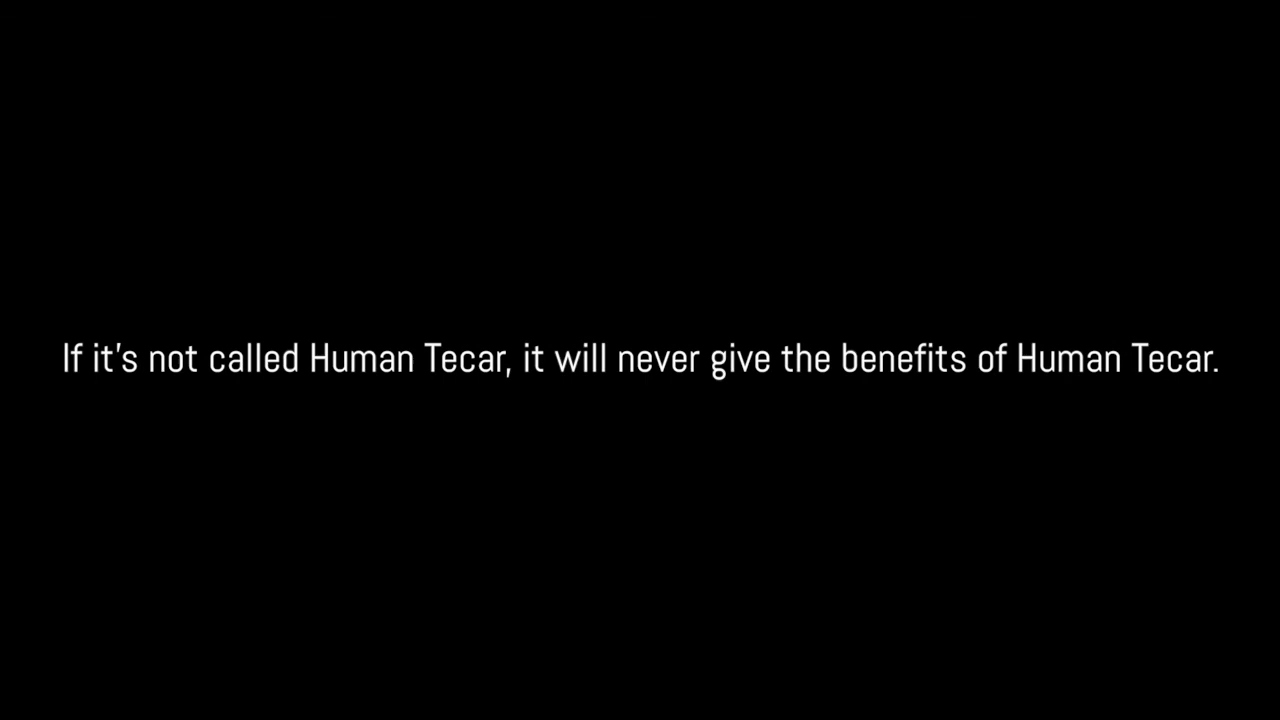 If it's not called Human Tecar, it will never give the benefits of Human Tecar.